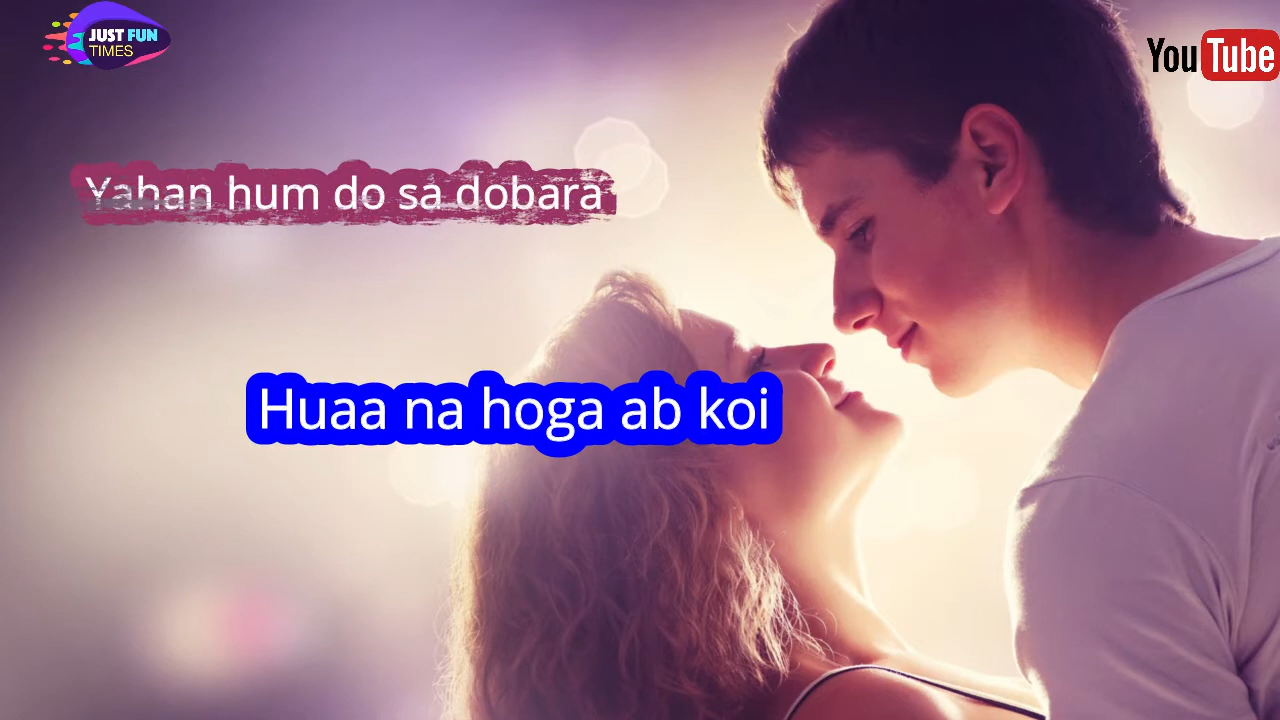 JUST FUN
TIMES
YouTube
Yahan hum do sa dobara
Huaa na hoga ab koi